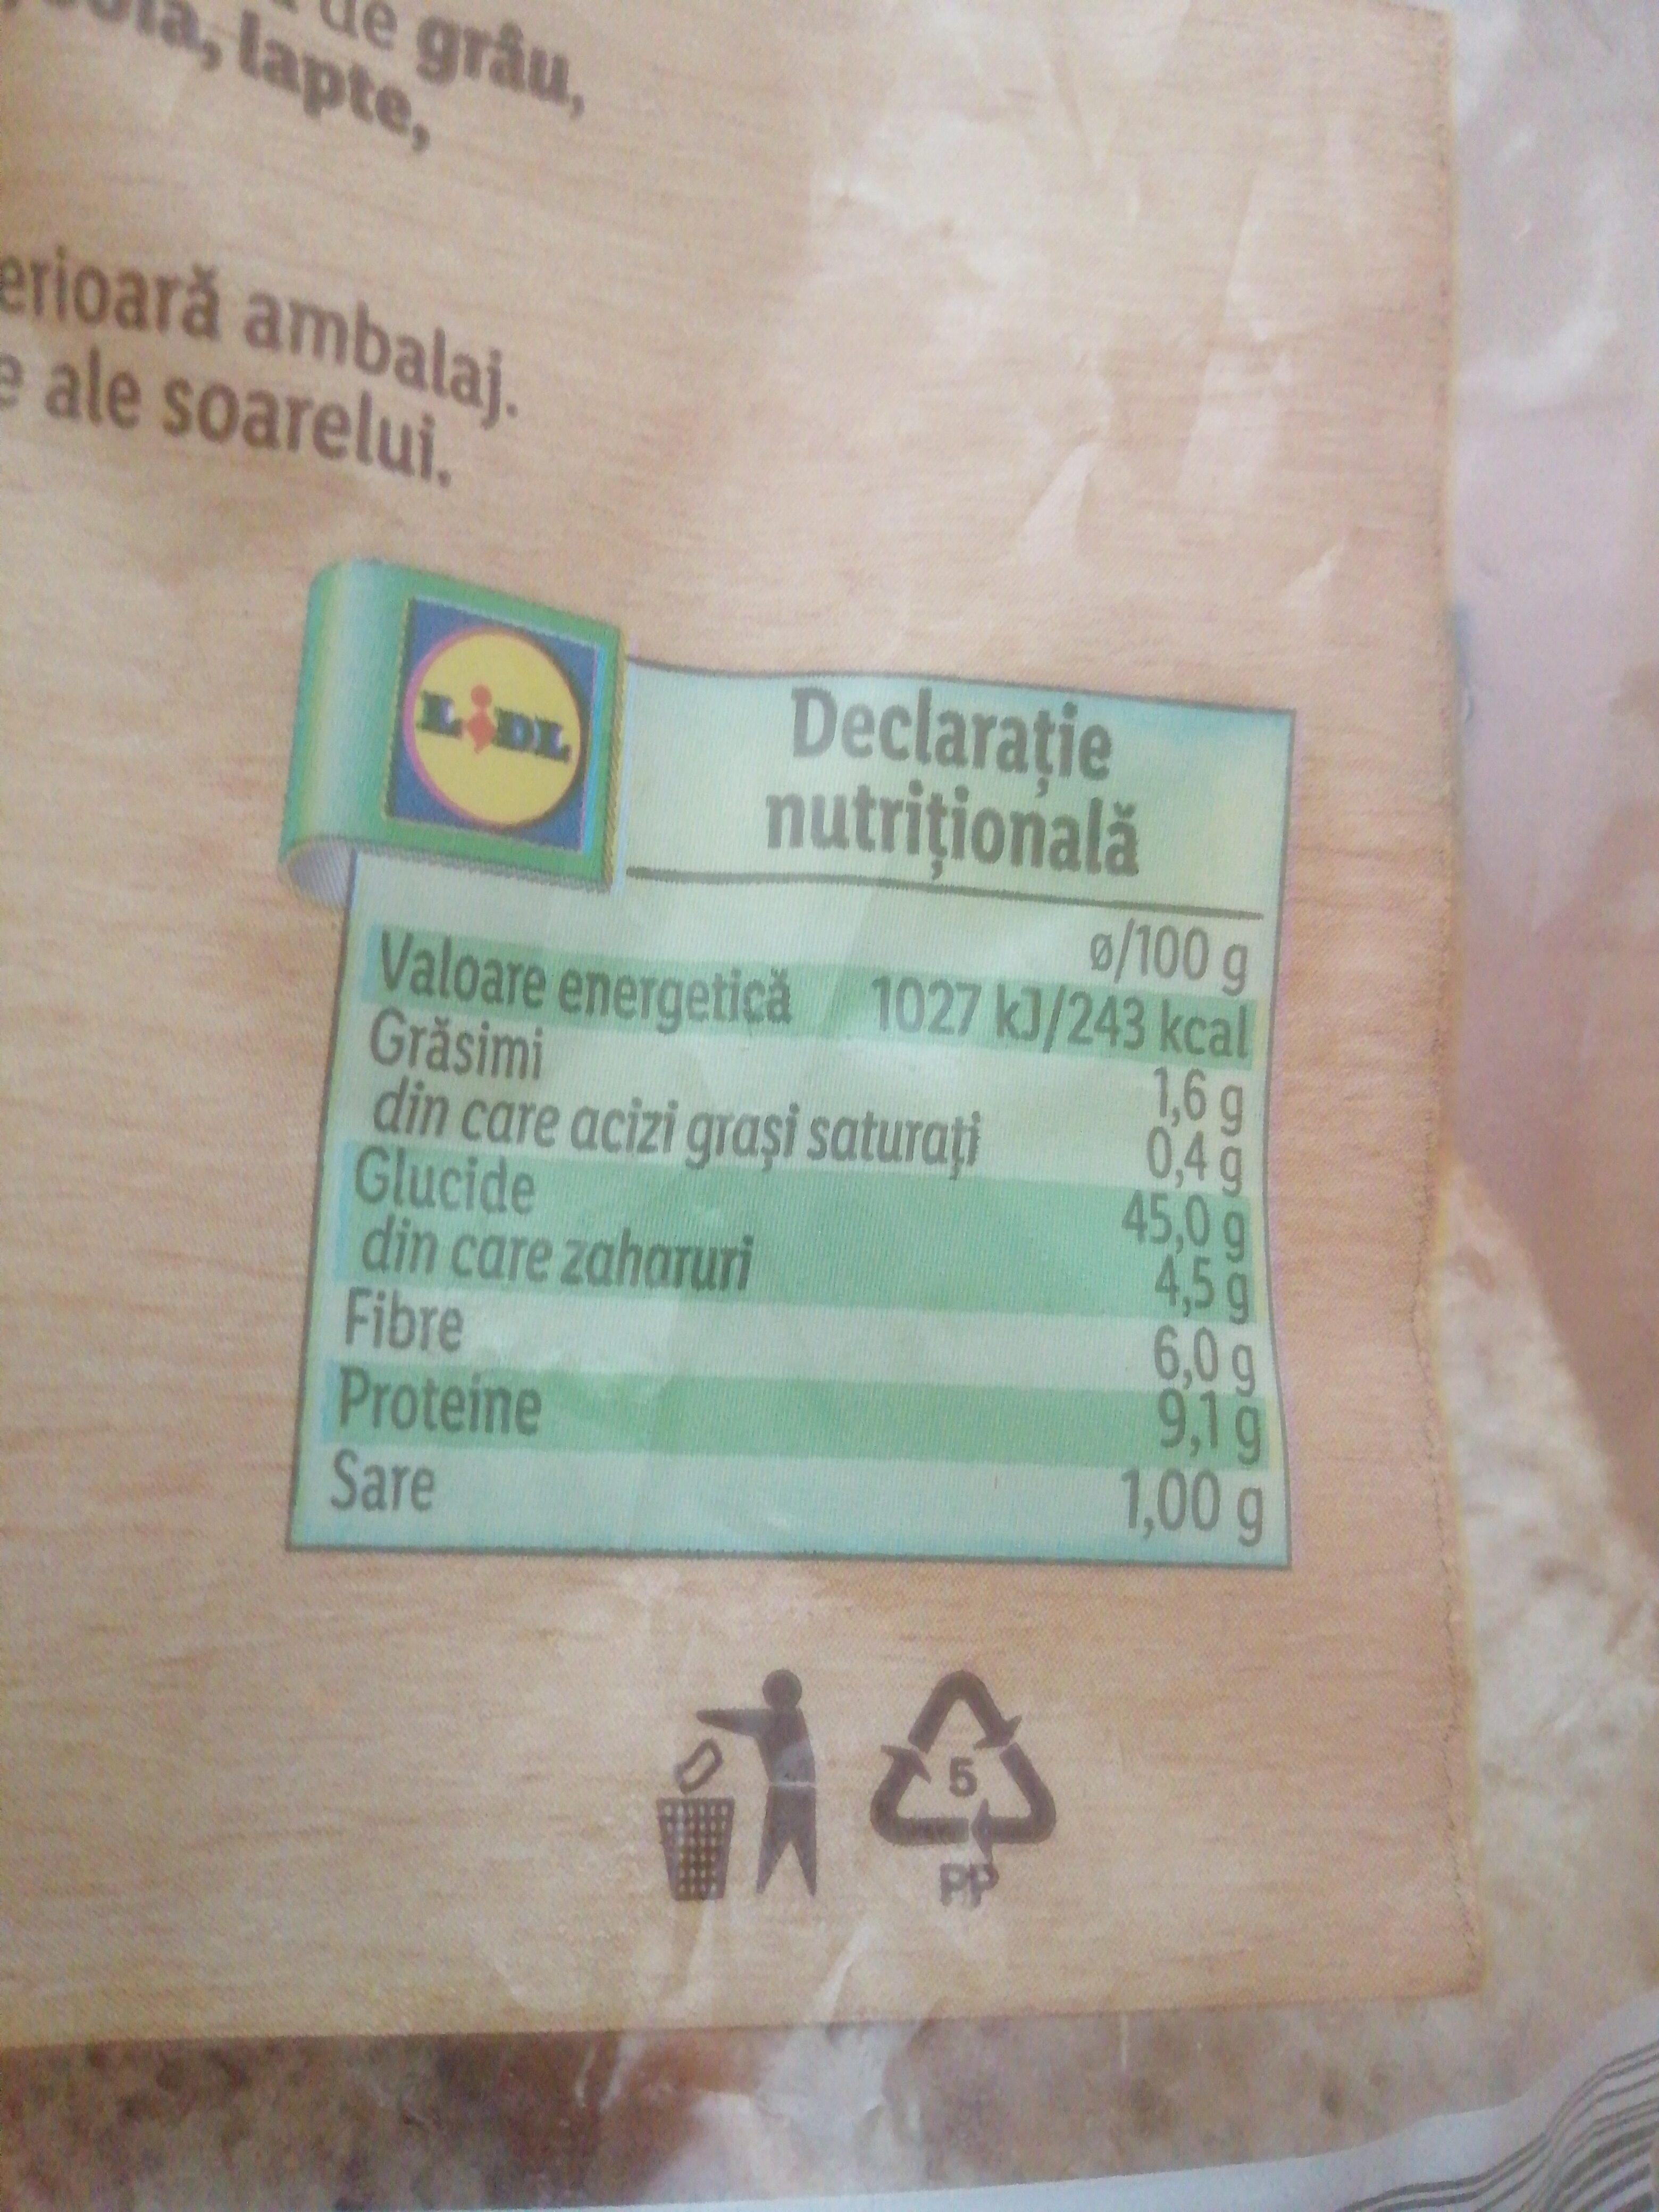 de grâu,
lapte,
ambalaj.
ale soarelui.
LIDL
Declarație
nutrițională
ø/100 g
Valoare energetică 1027 kJ/243 kcal
Grăsimi 1,6 g
din care acizi grași saturați 0,4 g
Glucide 45,0 g
din care zaharuri 4,5 g
Fibre 6,0 g
Proteine 9,1 g
Sare 1,00 g
5
PP